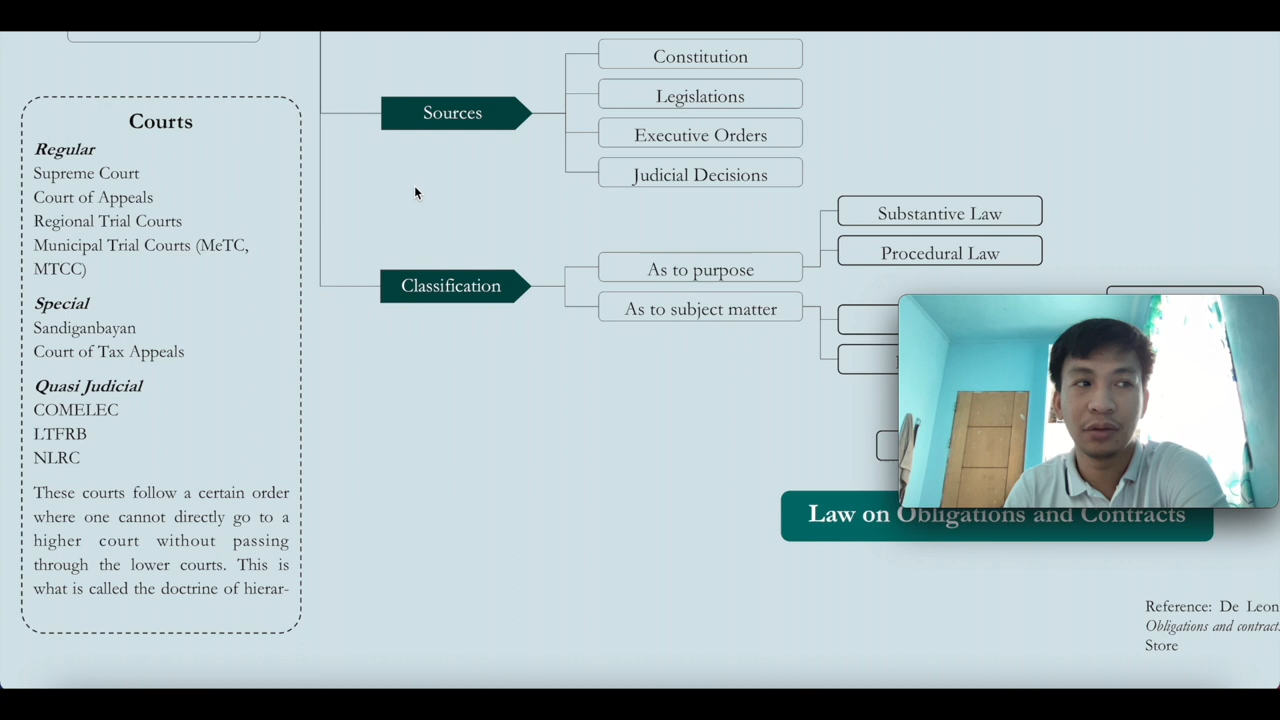 Courts
Regular
Supreme Court
Court of Appeals
Regional Trial Courts
Municipal Trial Courts (MeTC,
MTCC)
Special
Sandiganbayan
Court of Tax Appeals
Quasi Judicial
COMELEC
LTFRB
NLRC
These courts follow a certain order
where one cannot directly go to a
higher court without passing
through the lower courts. This is
what is called the doctrine of hierar-
Sources
Constitution
Legislations
Executive Orders
Judicial Decisions
Classification
As to purpose
As to subject matter
Substantive Law
Procedural Law
Law on Obligations and Contracts
Reference: De Leon
Obligations and contract
Store